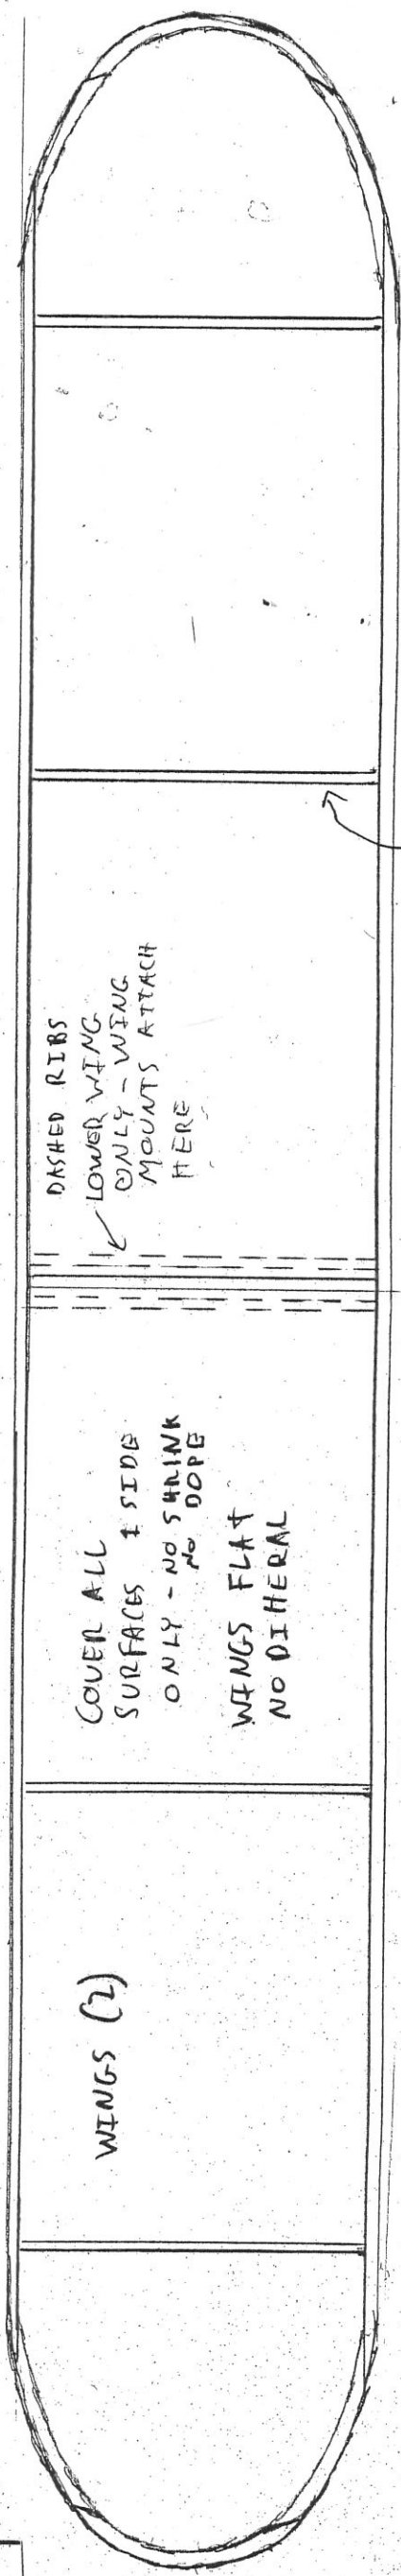 WINGS (2)
COVER ALL
SURFACES 1 SIDE
ONLY - NO SHRINK
NO DOPE
WINGS FLAT
NO DIHERAL
DASHED RIBS
LOWER WING
ONLY - WING
MOUNTS ATTACH
HERE